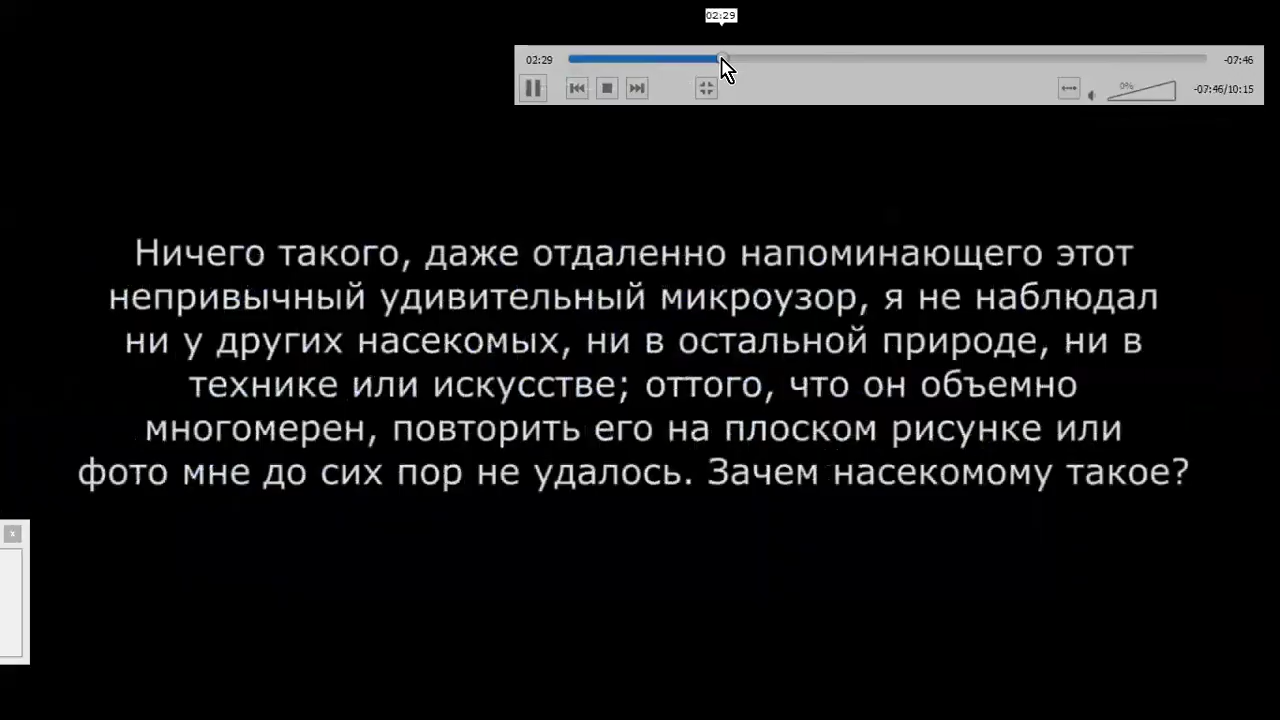 02:29
02:29
-07:46
0%
-07:46/10:15
Ничего такого, даже отдаленно напоминающего этот
непривычный удивительный микроузор, я не наблюдал
ни у других насекомых, ни в остальной природе, ни в
технике или искусстве; оттого, что он объемно
многомерен, повторить его на плоском рисунке или
фото мне до сих пор не удалось. Зачем насекомому такое?
x